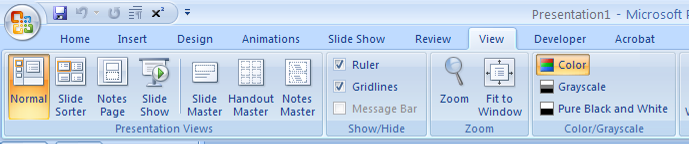 Presentation1 - Microsoft
Home Insert Design Animations Slide Show Review View Developer Acrobat
Normal
Slide Sorter
Notes Page
Slide Show
Slide Master
Handout Master
Notes Master
Presentation Views
Ruler
Gridlines
Message Bar
Show/Hide
Zoom
Fit to Window
Zoom
Color
Grayscale
Pure Black and White
Color/Grayscale